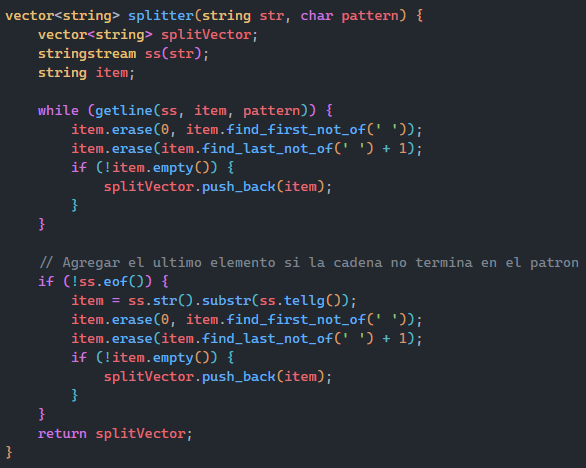 vector<string> splitter(string str, char pattern) {
    vector<string> splitVector;
    stringstream ss(str);
    string item;

    while (getline(ss, item, pattern)) {
        item.erase(0, item.find_first_not_of(' '));
        item.erase(item.find_last_not_of(' ') + 1);
        if (!item.empty()) {
            splitVector.push_back(item);
        }
    }

    // Agregar el ultimo elemento si la cadena no termina en el patron
    if (!ss.eof()) {
        item = ss.str().substr(ss.tellg());
        item.erase(0, item.find_first_not_of(' '));
        item.erase(item.find_last_not_of(' ') + 1);
        if (!item.empty()) {
            splitVector.push_back(item);
        }
    }
    return splitVector;
}